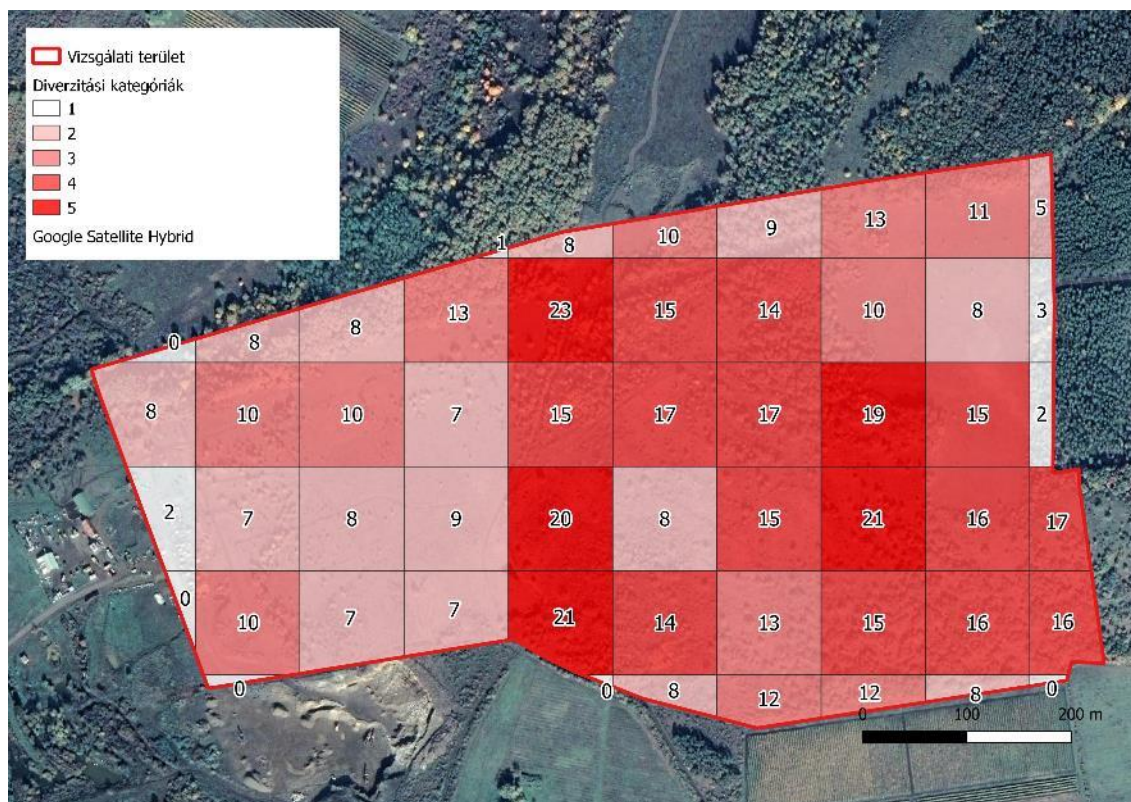 Vizsgálati terület
Diverzitási kategóriák
1
2
3
4
5
Google Satellite Hybrid
1 8 10 9 13 11 5
0 8 8 13 23 15 14 10 8 3
8 10 10 7 15 17 17 19 15 2
2 7 8 9 20 8 15 21 16 17
0 10 7 7 21 14 13 15 16 16
0 0 8 12 12 8 0
0 100 200 m